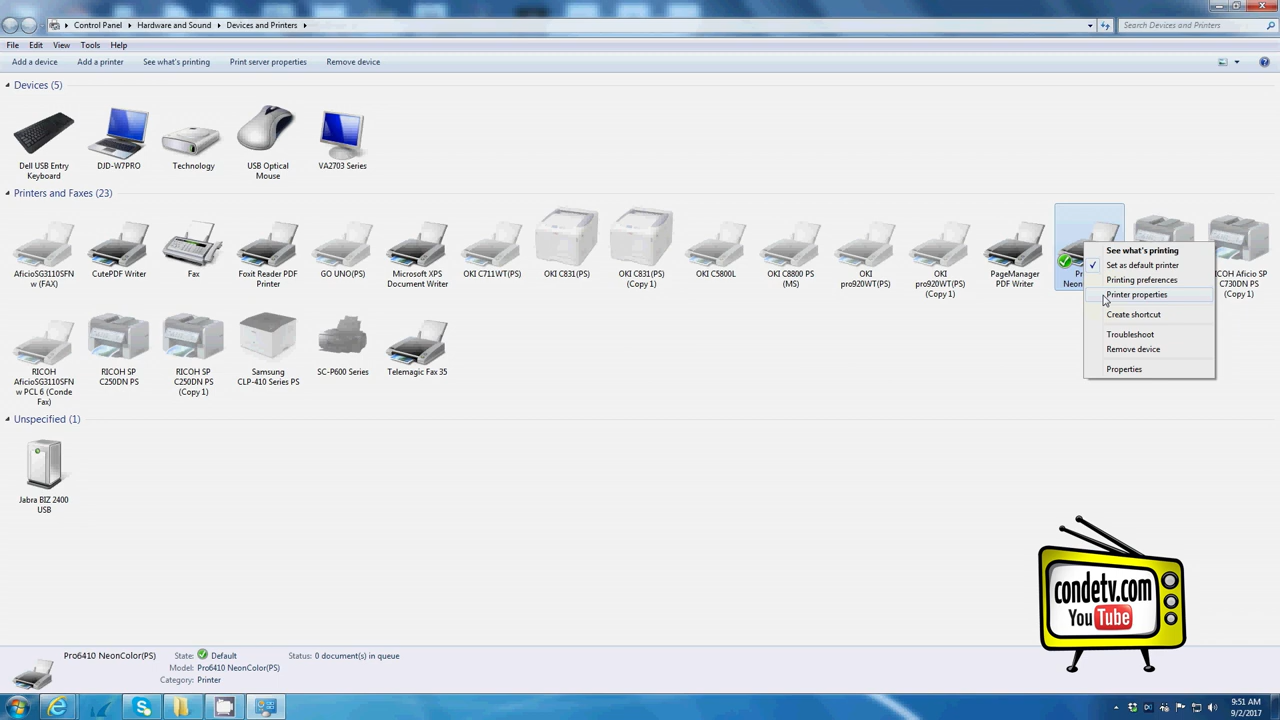 Control Panel
Hardware and Sound
Devices and Printers
Search Devices and Printers
File Edit View Tools Help
Add a device
Add a printer
See what's printing
Print server properties
Remove device
Devices (5)
Dell USB Entry
Keyboard
DJD-W7PRO
Technology
USB Optical
Mouse
VA2703 Series
Printers and Faxes (23)
AficioSG3110SFN
w (FAX)
CutePDF Writer
Fax
Foxit Reader PDF
Printer
GO UNO(PS)
Microsoft XPS
Document Writer
OKI C711WT(PS)
OKI C831(PS)
OKI C831(PS)
(Copy 1)
OKI C5800L
OKI C8800 PS
(MS)
OKI
pro920WT(PS)
OKI
pro920WT(PS)
(Copy 1)
PageManager
PDF Writer
See what's printing
Set as default printer
Printing preferences
Printer properties
Create shortcut
Troubleshoot
Remove device
Properties
ICOH Aficio SP
C730DN PS
(Copy 1)
RICOH
AficioSG3110SFN
w PCL 6 (Conde
Fax)
RICOH SP
C250DN PS
RICOH SP
C250DN PS
(Copy 1)
Samsung
CLP-410 Series PS
SC-P600 Series
Telemagic Fax 35
Unspecified (1)
Jabra BIZ 2400
USB
condetv.com
YouTube
Pro6410 NeonColor(PS)
State: Default
Model: Pro6410 NeonColor(PS)
Category: Printer
Status: 0 document(s) in queue
9:51 AM
9/2/2017